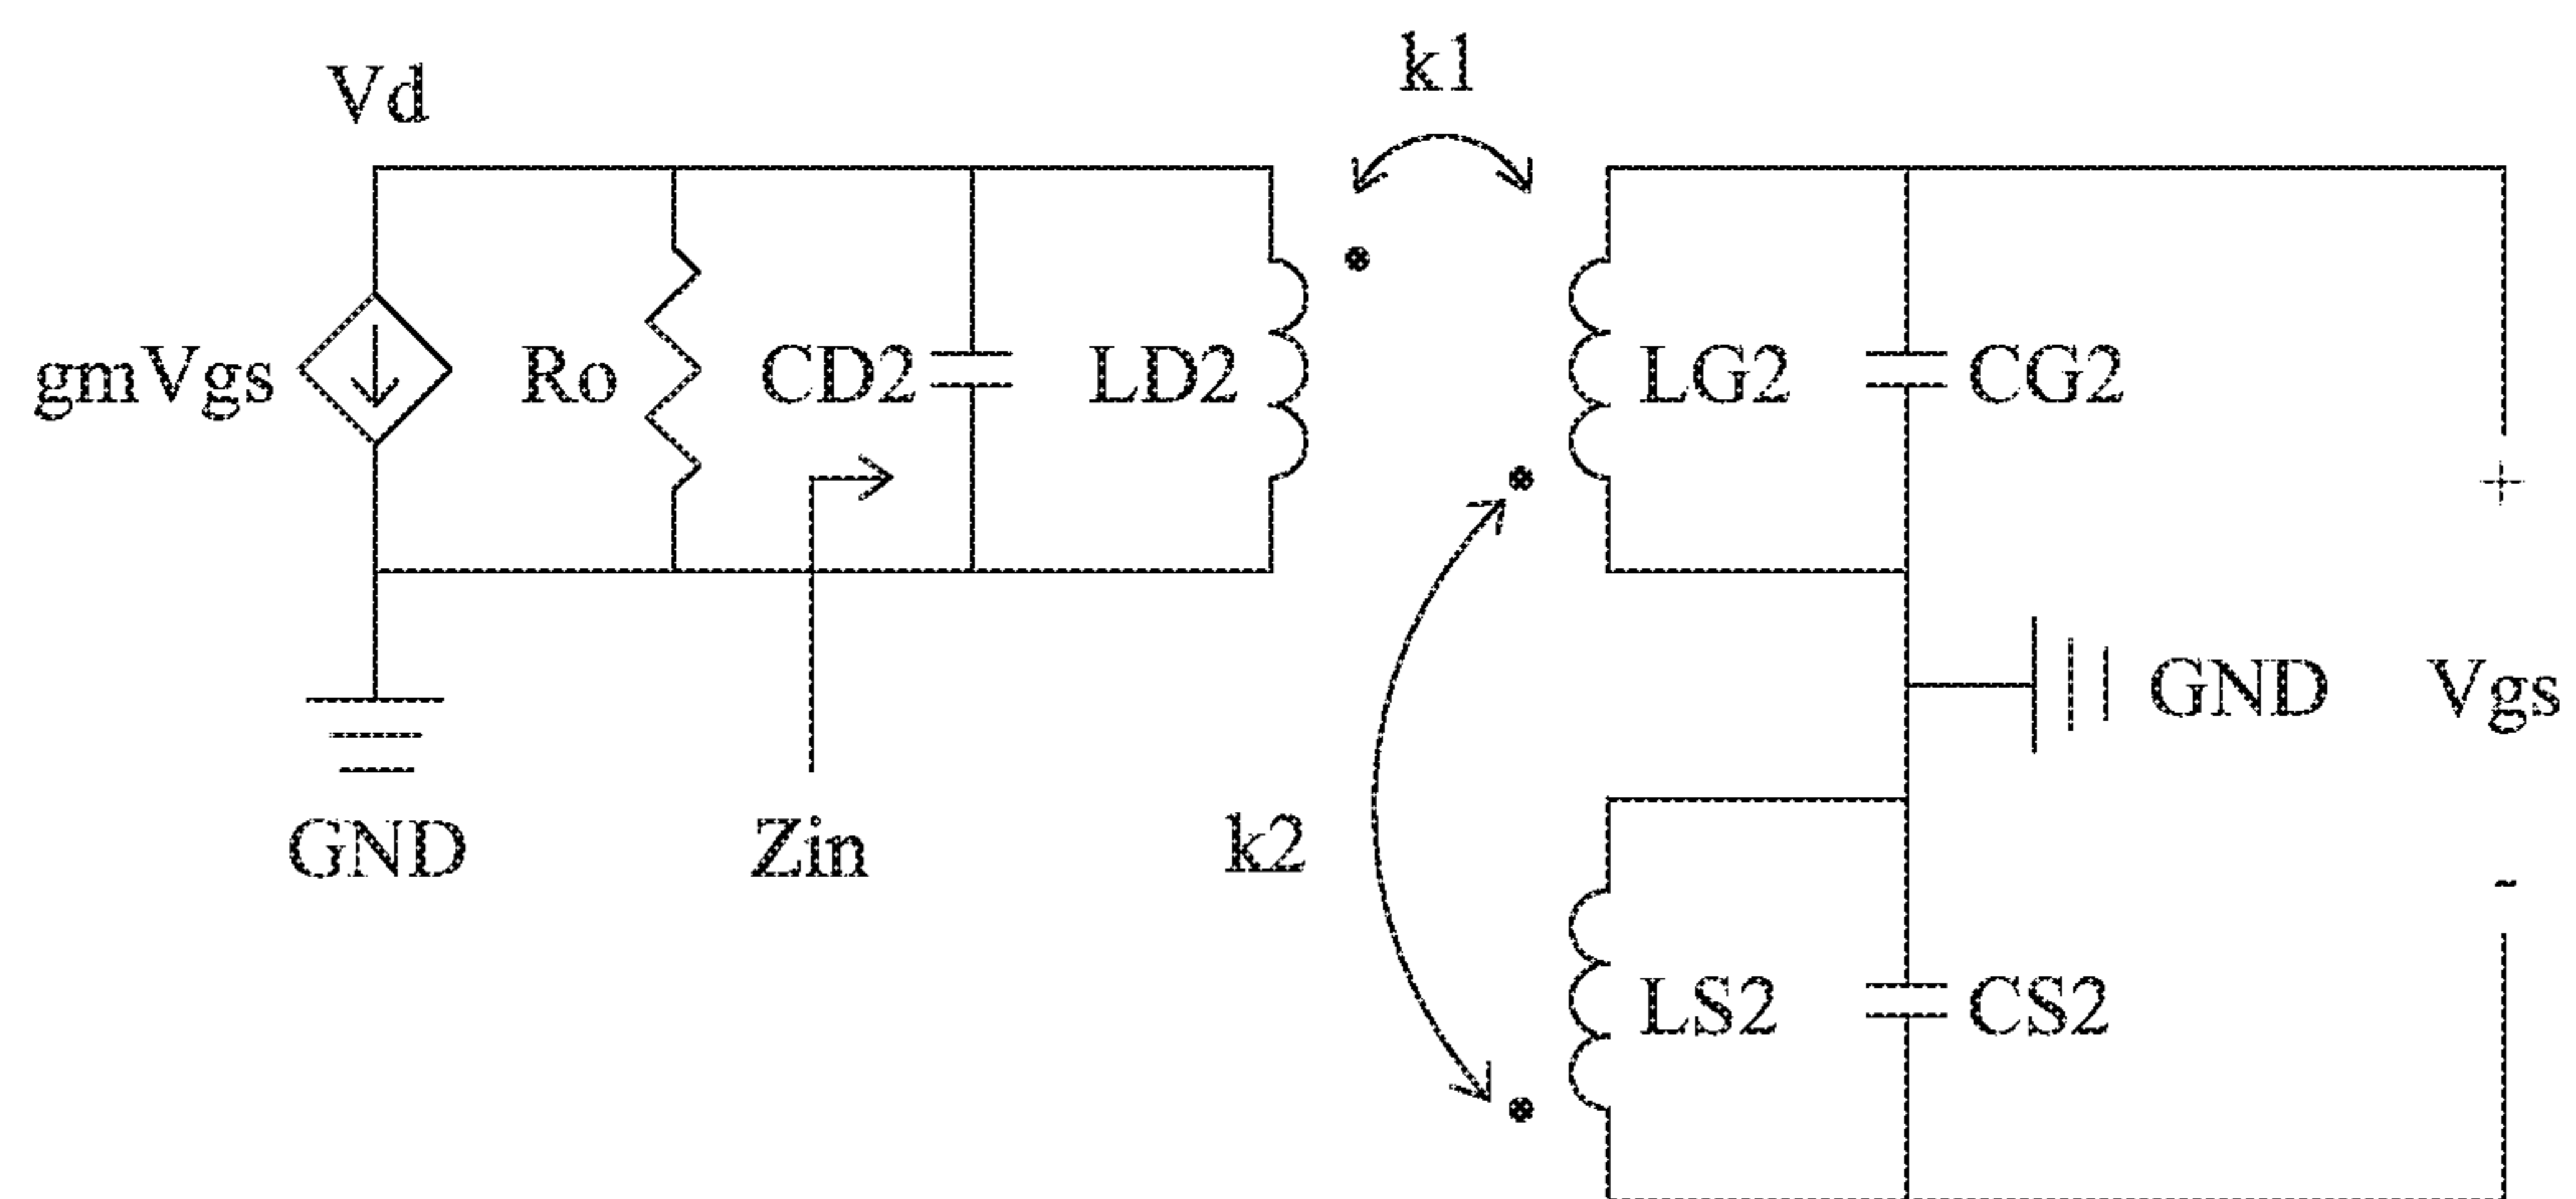 k1
Vd
gmVgs Ro CD2 LD2 LG2 CG2
+
GND Vgs
GND Zin k2
-
LS2 CS2